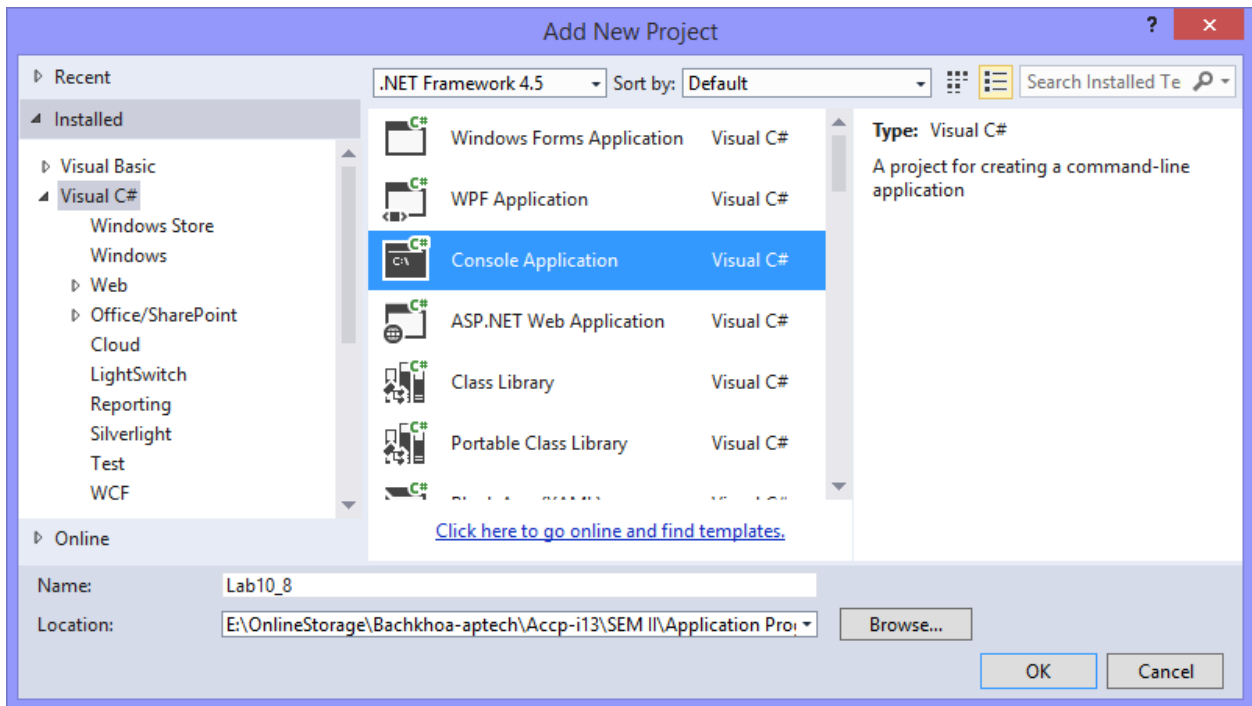 Add New Project
?
Recent
.NET Framework 4.5
Sort by:
Default
Search Installed Te
Installed
Visual Basic
Visual C#
Windows Store
Windows
Web
Office/SharePoint
Cloud
LightSwitch
Reporting
Silverlight
Test
WCF
Online
C#
Windows Forms Application Visual C#
C#
WPF Application Visual C#
C#
C:\
Console Application Visual C#
C#
ASP.NET Web Application Visual C#
C#
Class Library Visual C#
C#
Portable Class Library Visual C#
C#
Click here to go online and find templates.
Type: Visual C#
A project for creating a command-line
application
Name: Lab10_8
Location: E:\OnlineStorage\Bachkhoa-aptech\Accp-i13\SEM II\Application
Browse...
OK
Cancel